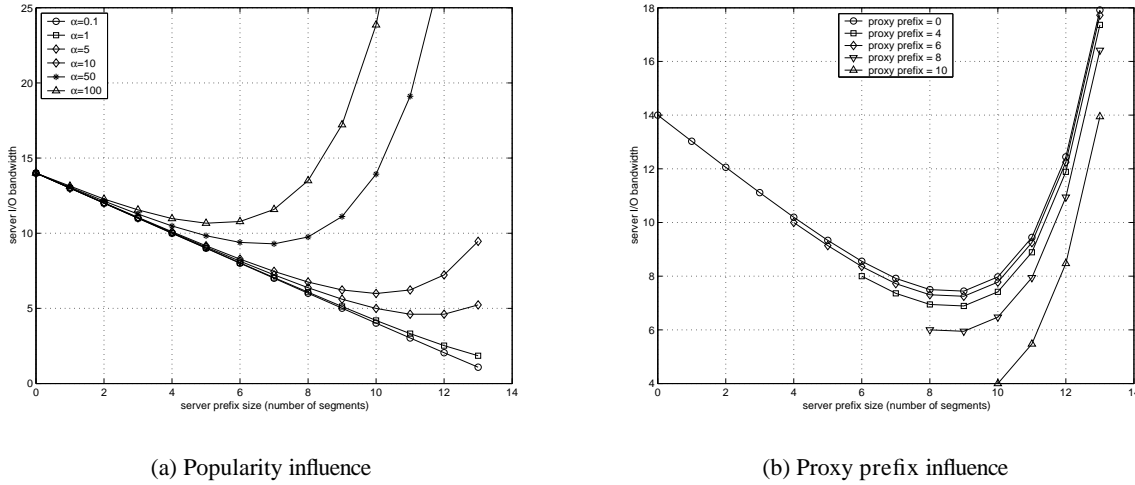 25
20
15
10
5
0
server I/O bandwidth
α=0.1
α=1
α=5
α=10
α=50
α=100
0 2 4 6 8 10 12 14
server prefix size (number of segments)
(a) Popularity influence
18
16
14
12
10
8
6
4
server I/O bandwidth
proxy prefix = 0
proxy prefix = 4
proxy prefix = 6
proxy prefix = 8
proxy prefix = 10
0 2 4 6 8 10 12 14
server prefix size (number of segments)
(b) Proxy prefix influence